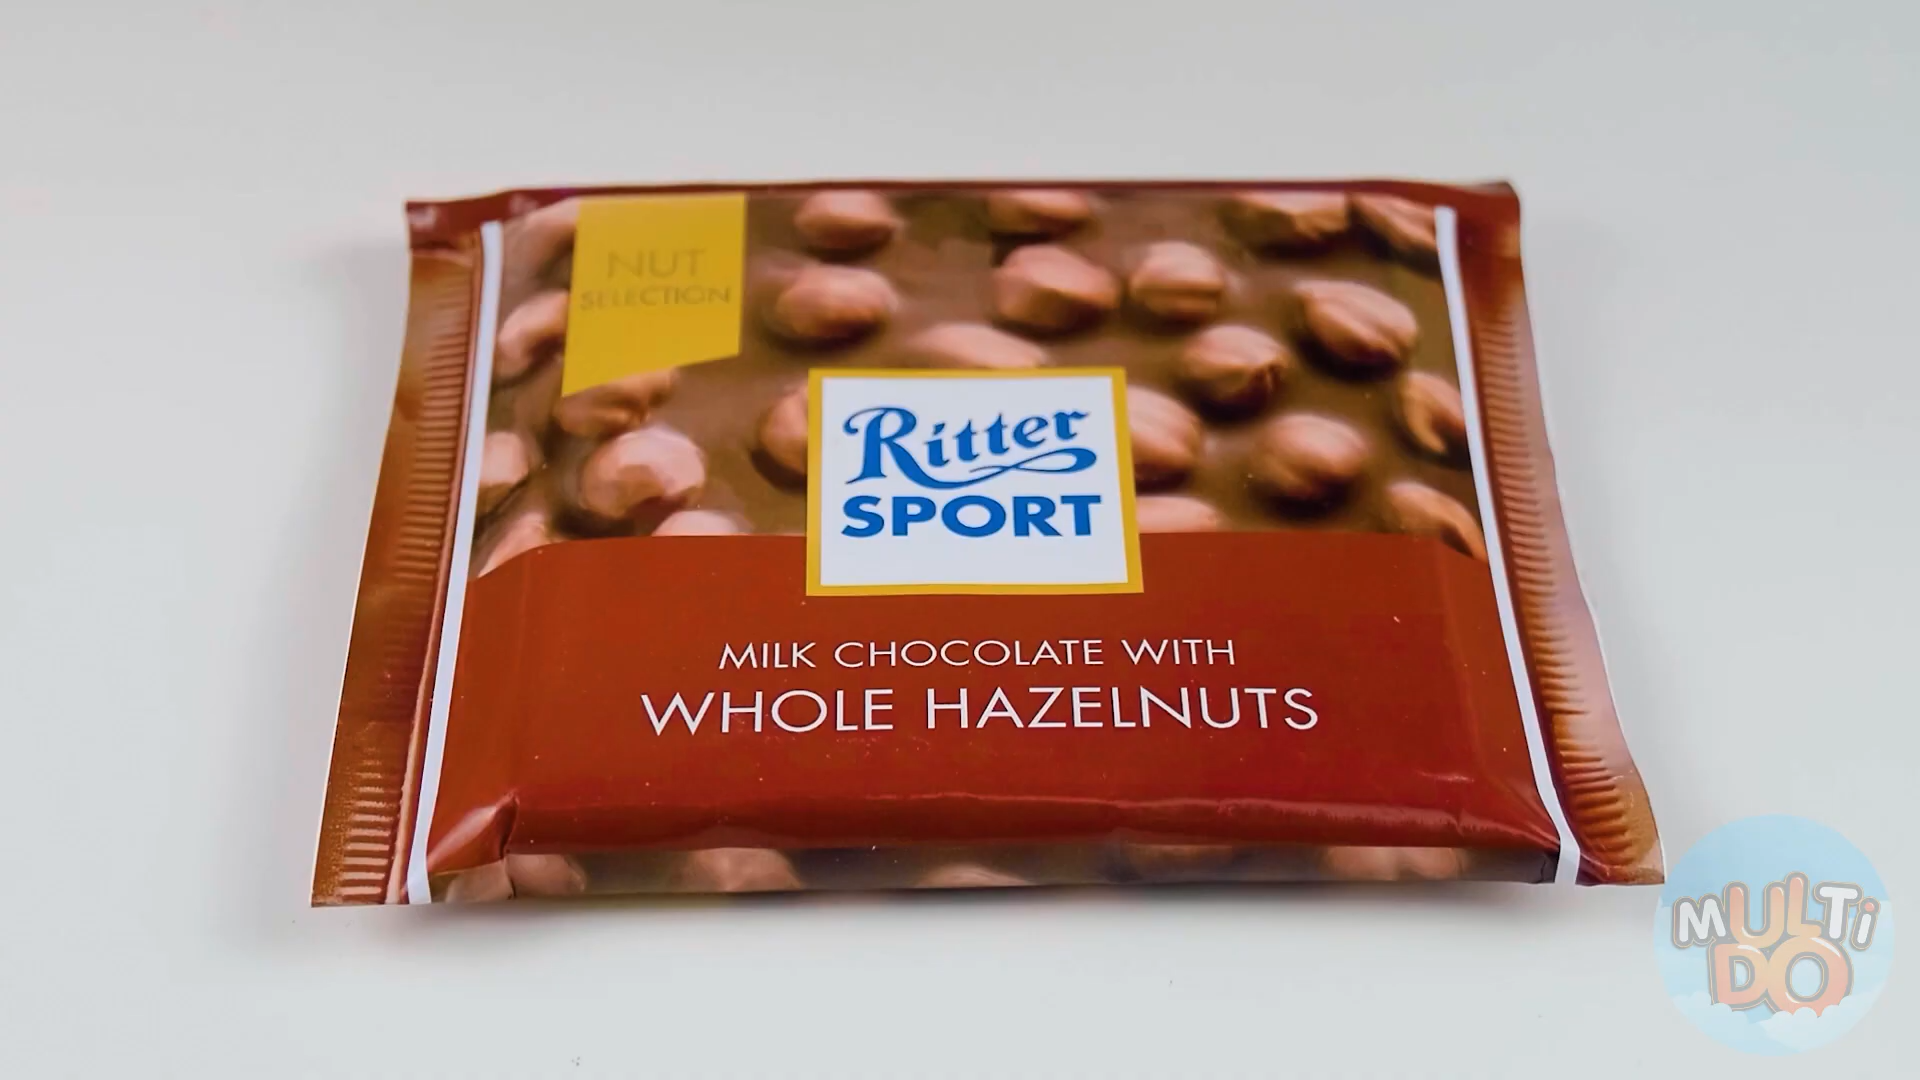 NUT
SELECTION
Ritter
SPORT
MILK CHOCOLATE WITH
WHOLE HAZELNUTS
MULTi
DO